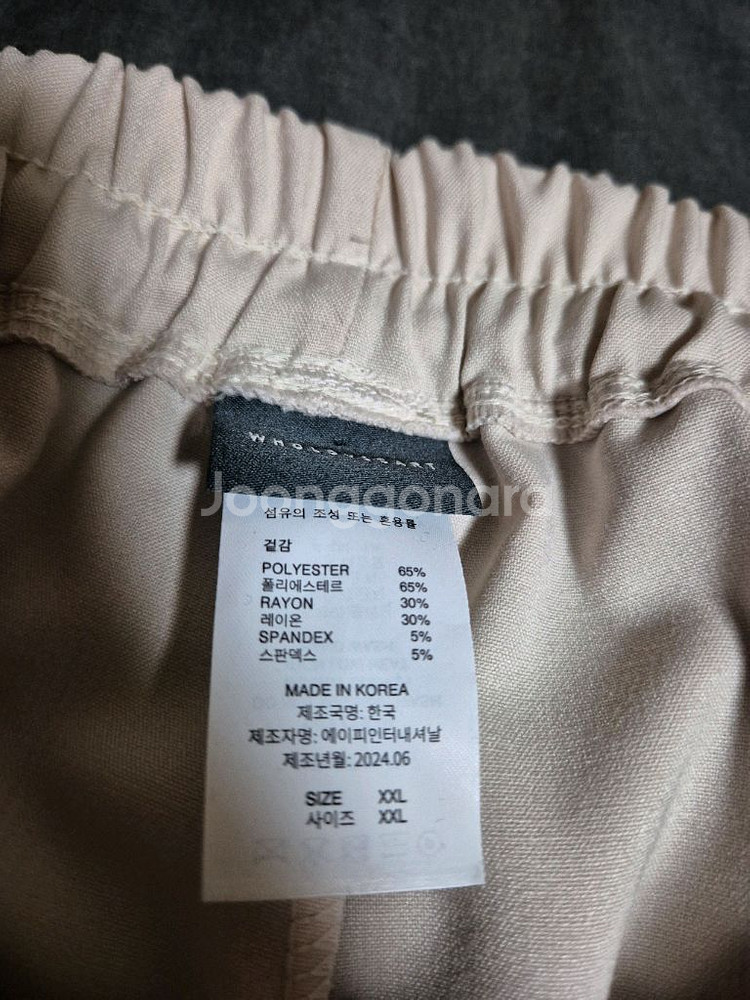 Joonggonara
섬유의 조성 또는 혼용률
겉감
POLYESTER 65%
폴리에스테르 65%
RAYON 30%
레이온 30%
SPANDEX 5%
스판덱스 5%
MADE IN KOREA
제조국명: 한국
제조자명: 에이피인터내셔날
제조년월: 2024.06
SIZE XXL
사이즈 XXL